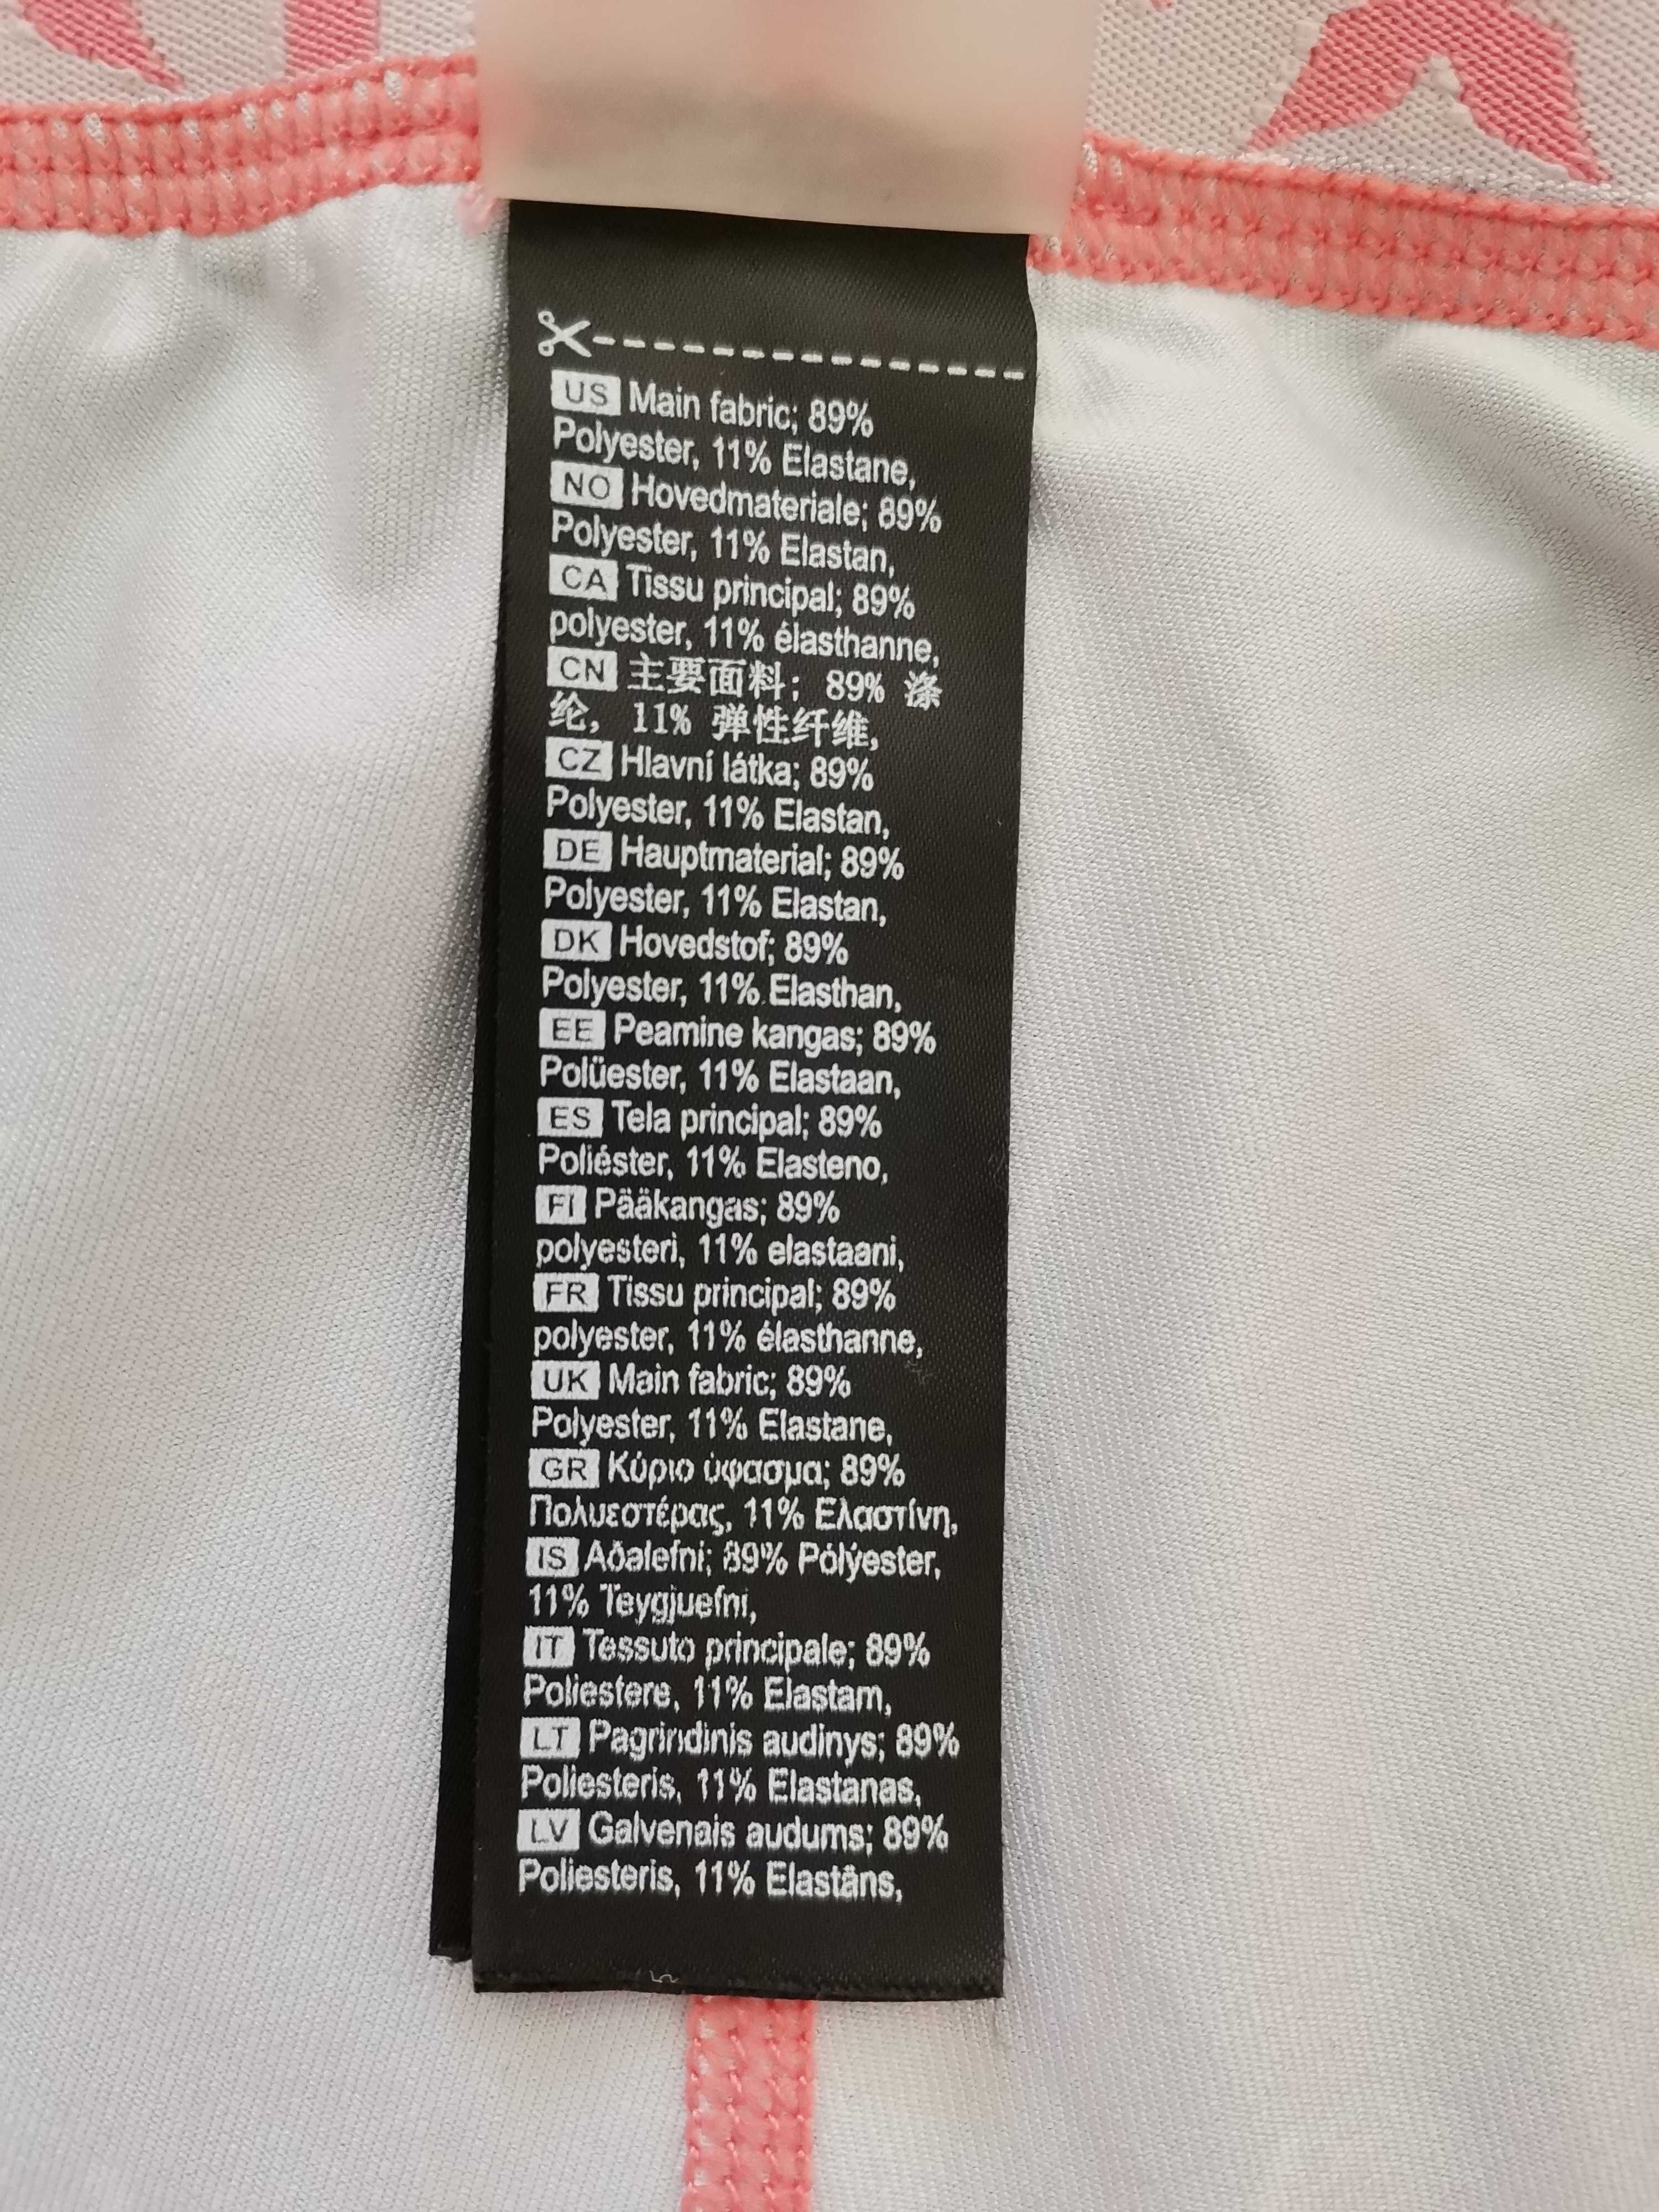 US Main fabric; 89%
Polyester, 11% Elastane,
NO Hovedmateriale; 89%
Polyester, 11% Elastan,
CA Tissu principal; 89%
polyester, 11% élasthanne,
CN 主要面料; 89% 涤
纶, 11% 弹性纤维,
CZ Hlavní látka; 89%
Polyester, 11% Elastan,
DE Hauptmaterial; 89%
Polyester, 11% Elastan,
DK Hovedstof; 89%
Polyester, 11% Elasthan,
EE Peamine kangas; 89%
Polüester, 11% Elastaan,
ES Tela principal; 89%
Poliéster, 11% Elasteno,
FI Pääkangas; 89%
polyesteri, 11% elastaani,
FR Tissu principal; 89%
polyester, 11% élasthanne,
UK Main fabric; 89%
Polyester, 11% Elastane,
GR Κύριο ύφασμα; 89%
Πολυεστέρας, 11% Ελαστίνη,
IS Aðalefni; 89% Pólýester,
11% Teygjuefni,
IT Tessuto principale; 89%
Poliestere, 11% Elastam,
LT Pagrindinis audinys; 89%
Poliesteris, 11% Elastanas,
LV Galvenais audums; 89%
Poliesteris, 11% Elastāns,